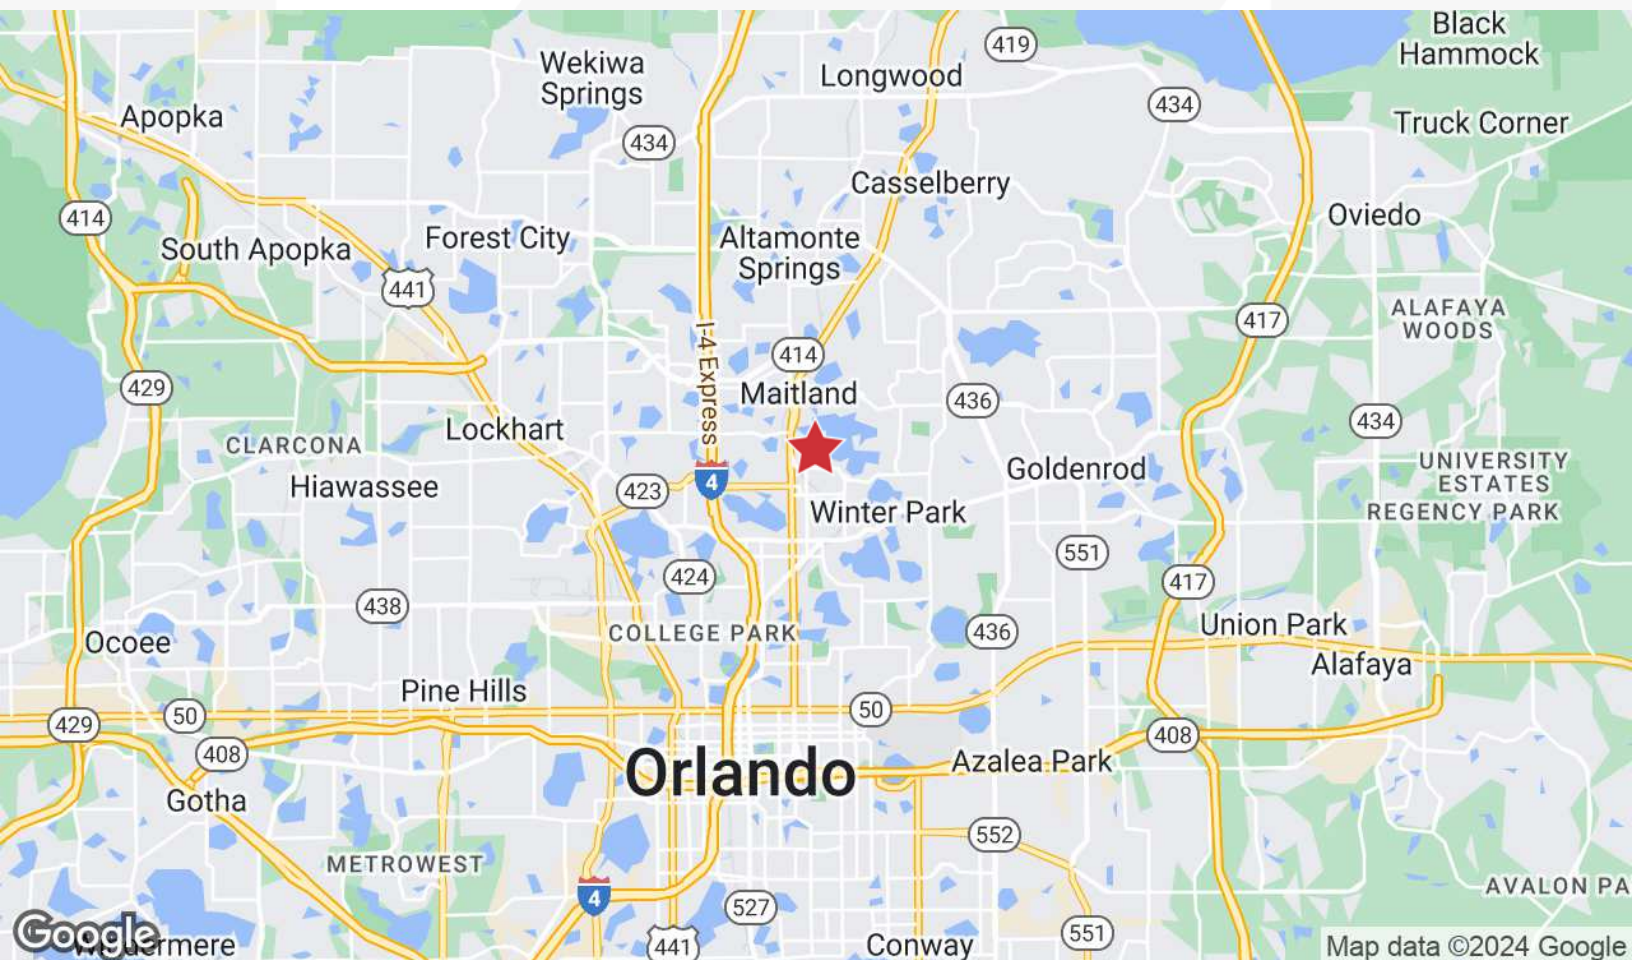 Black
Hammock
419
Wekiwa
Springs
Longwood
434
Apopka
Truck Corner
434
Casselberry
414
Oviedo
South Apopka
Forest City
Altamonte
Springs
441
ALAFAYA
WOODS
417
I-4 Express
414
429
Maitland
436
434
Lockhart
CLARCONA
Goldenrod
UNIVERSITY
ESTATES
Hiawassee
423
4
Winter Park
REGENCY PARK
551
424
417
438
COLLEGE PARK
436
Union Park
Ocoee
Alafaya
Pine Hills
50
50
429
408
408
Orlando
Azalea Park
Gotha
552
METROWEST
AVALON PA
4
527
551
Google
441
Conway
Map data ©2024 Google